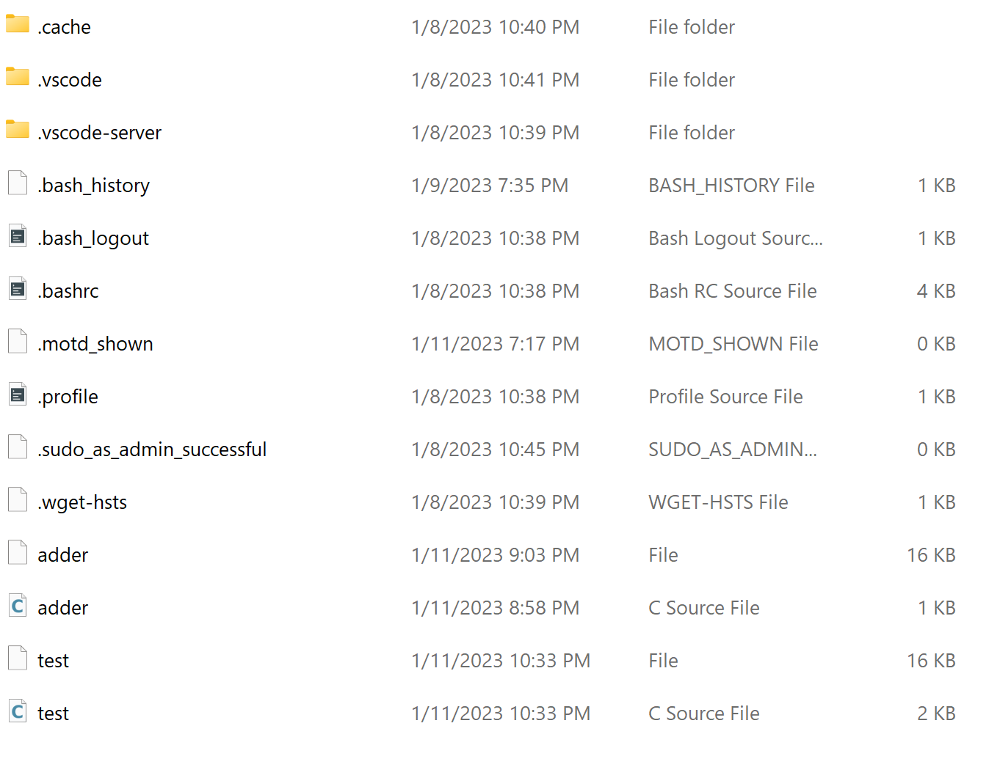 .cache 1/8/2023 10:40 PM File folder
.vscode 1/8/2023 10:41 PM File folder
.vscode-server 1/8/2023 10:39 PM File folder
.bash_history 1/9/2023 7:35 PM BASH_HISTORY File 1 KB
.bash_logout 1/8/2023 10:38 PM Bash Logout Sourc... 1 KB
.bashrc 1/8/2023 10:38 PM Bash RC Source File 4 KB
.motd_shown 1/11/2023 7:17 PM MOTD_SHOWN File 0 KB
.profile 1/8/2023 10:38 PM Profile Source File 1 KB
.sudo_as_admin_successful 1/8/2023 10:45 PM SUDO_AS_ADMIN... 0 KB
.wget-hsts 1/8/2023 10:39 PM WGET-HSTS File 1 KB
adder 1/11/2023 9:03 PM File 16 KB
C adder 1/11/2023 8:58 PM C Source File 1 KB
test 1/11/2023 10:33 PM File 16 KB
C test 1/11/2023 10:33 PM C Source File 2 KB